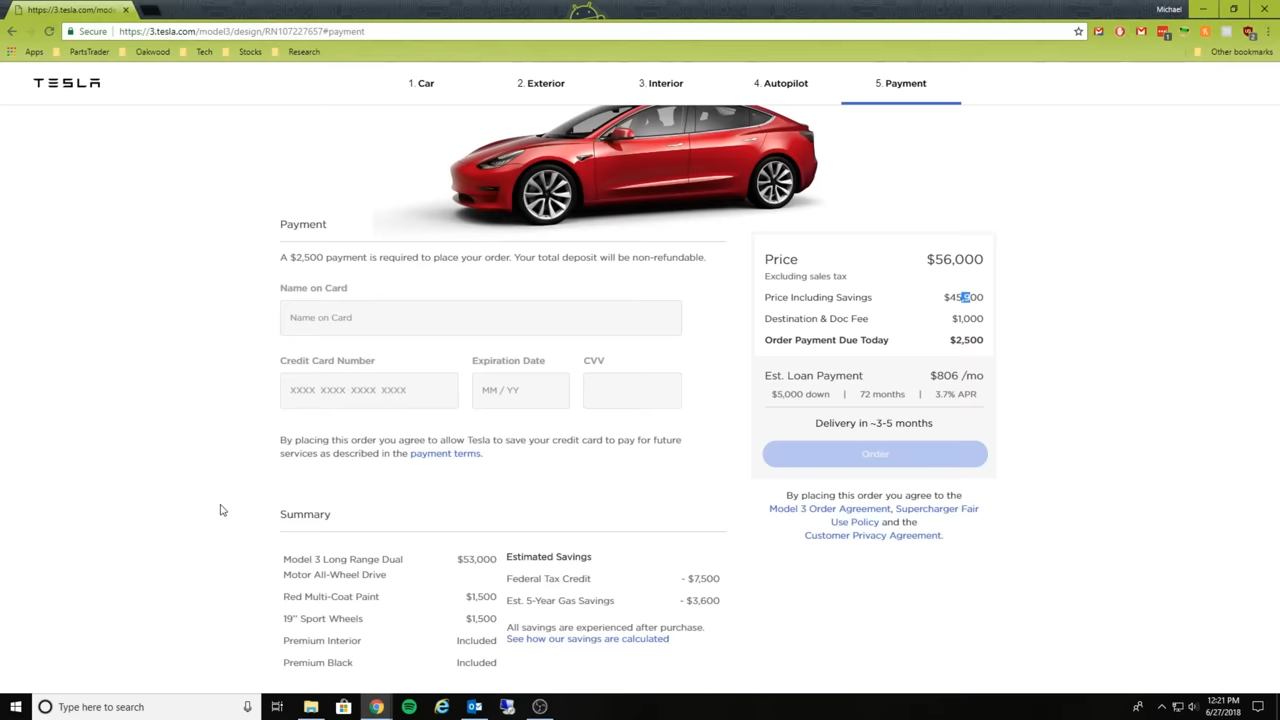 https://3.tesla.com/mode
Michael
Secure https://3.tesla.com/model3/design/RN107227657#payment
Apps PartsTrader Oakwood Tech Stocks Research Other bookmarks
TESLA 1. Car 2. Exterior 3. Interior 4. Autopilot 5. Payment
Payment
A $2,500 payment is required to place your order. Your total deposit will be non-refundable.
Name on Card
Name on Card
Credit Card Number Expiration Date CVV
XXXX XXXX XXXX XXXX MM / YY
By placing this order you agree to allow Tesla to save your credit card to pay for future
services as described in the payment terms.
Price $56,000
Excluding sales tax
Price Including Savings $45,900
Destination & Doc Fee $1,000
Order Payment Due Today $2,500
Est. Loan Payment $806 /mo
$5,000 down | 72 months | 3.7% APR
Delivery in ~3-5 months
Order
By placing this order you agree to the
Model 3 Order Agreement, Supercharger Fair
Use Policy and the
Customer Privacy Agreement.
Summary
Model 3 Long Range Dual $53,000
Motor All-Wheel Drive
Red Multi-Coat Paint $1,500
19" Sport Wheels $1,500
Premium Interior Included
Premium Black Included
Estimated Savings
Federal Tax Credit - $7,500
Est. 5-Year Gas Savings - $3,600
All savings are experienced after purchase.
See how our savings are calculated
Type here to search
12:21 PM
6/27/2018